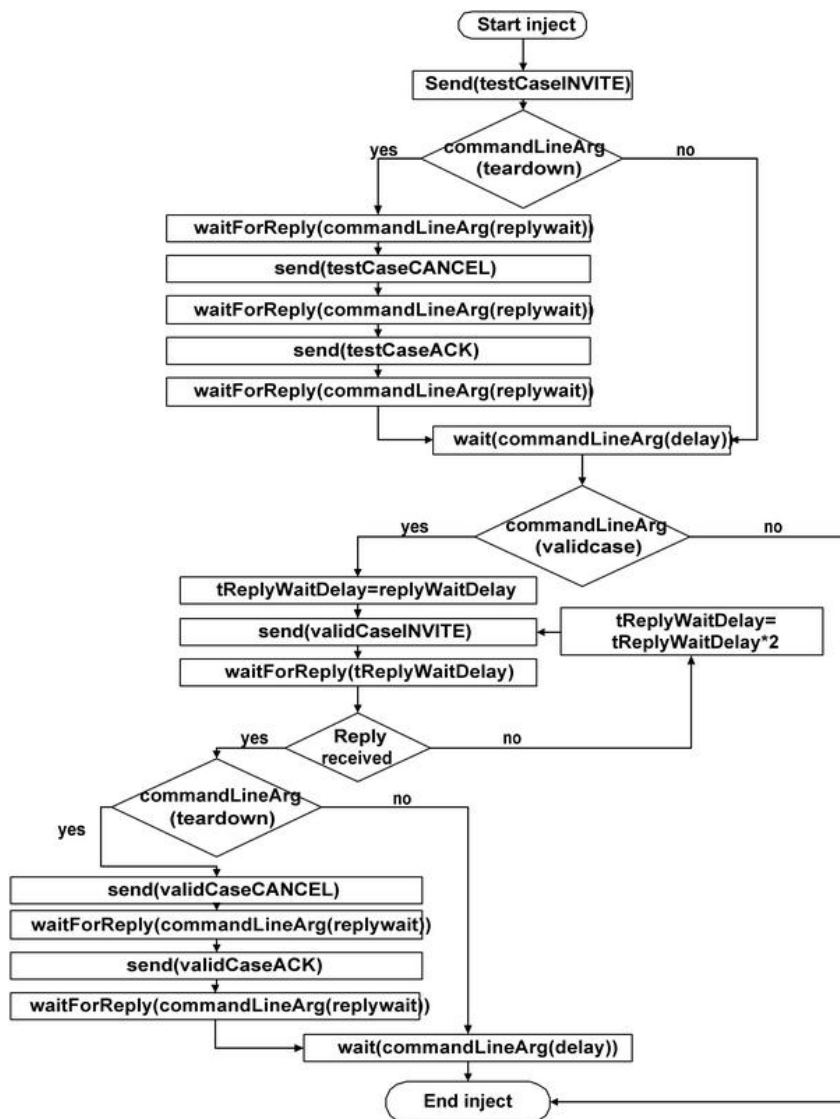 Start inject
Send(testCaseINVITE)
commandLineArg
(teardown)
yes
no
waitForReply(commandLineArg(replywait))
send(testCaseCANCEL)
waitForReply(commandLineArg(replywait))
send(testCaseACK)
waitForReply(commandLineArg(replywait))
wait(commandLineArg(delay))
commandLineArg
(validcase)
yes
no
tReplyWaitDelay=replyWaitDelay
send(validCaseINVITE)
tReplyWaitDelay=
tReplyWaitDelay*2
waitForReply(tReplyWaitDelay)
Reply
received
yes
no
commandLineArg
(teardown)
yes
no
send(validCaseCANCEL)
waitForReply(commandLineArg(replywait))
send(validCaseACK)
waitForReply(commandLineArg(replywait))
wait(commandLineArg(delay))
End inject